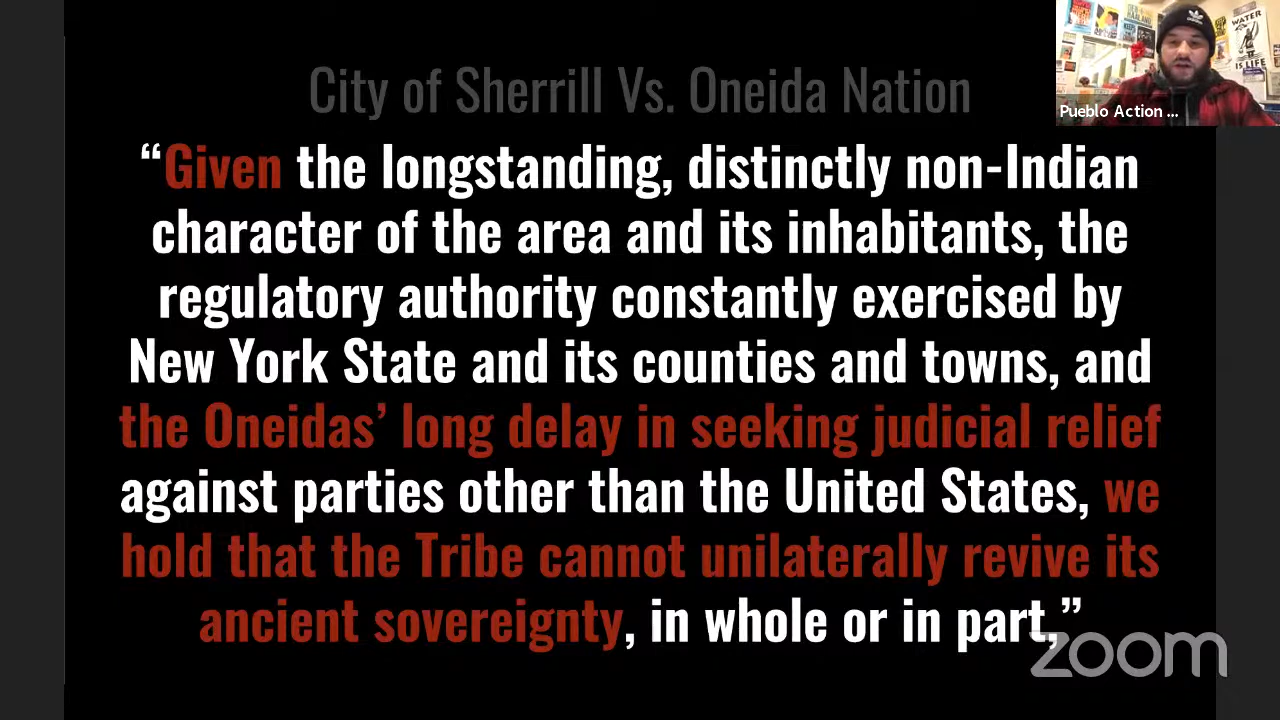 City of Sherrill Vs. Oneida Nation
“Given the longstanding, distinctly non-Indian
character of the area and its inhabitants, the
regulatory authority constantly exercised by
New York State and its counties and towns, and
the Oneidas’ long delay in seeking judicial relief
against parties other than the United States, we
hold that the Tribe cannot unilaterally revive its
ancient sovereignty, in whole or in part,”
Pueblo Action ...
WATER
IS LIFE
zoom